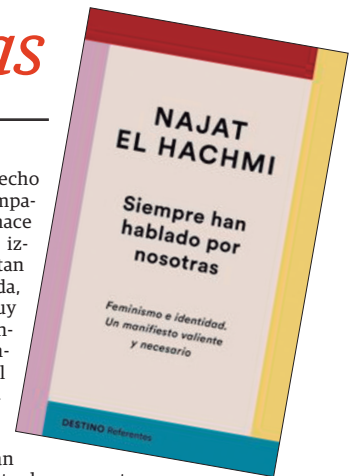 as
NAJAT
EL HACHMI
Siempre han
hablado por
nosotras
Feminismo e identidad.
Un manifiesto valiente
y necesario
DESTINO Referentes
echo
mpa-
nace
iz-
tan
da,
uy
n-
l
an